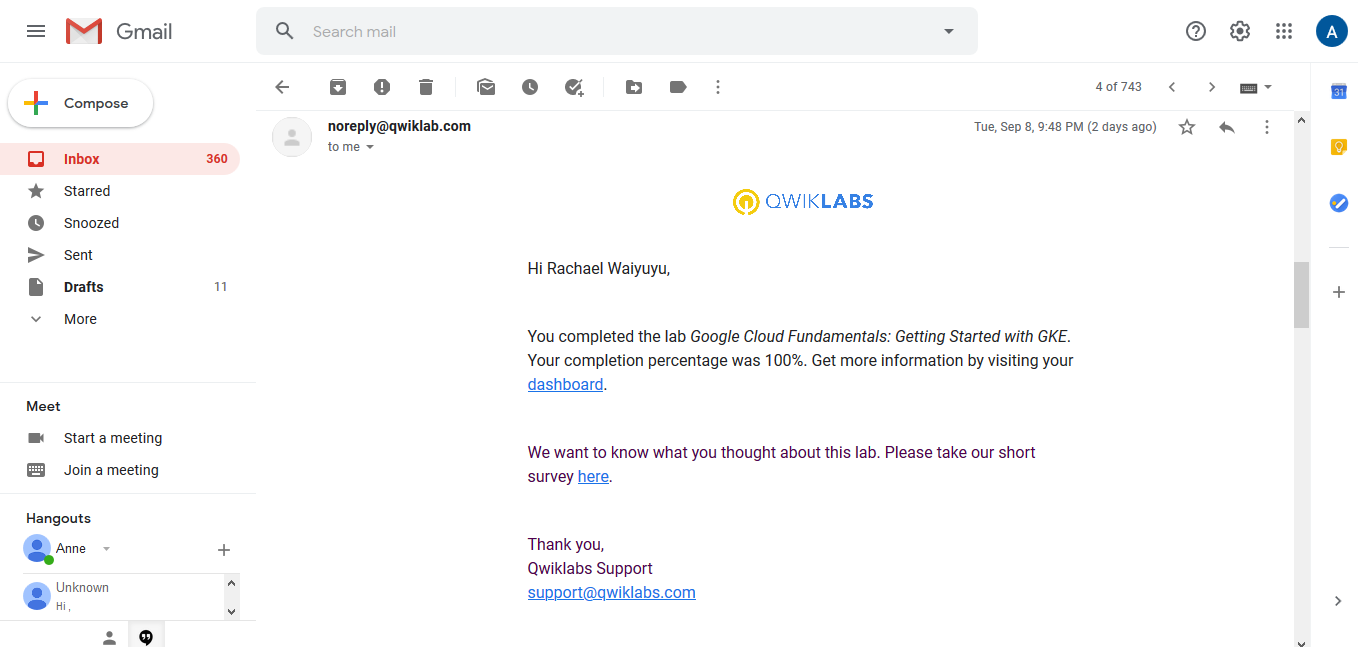 Gmail
Search mail
A
Compose
4 of 743
Inbox 360
Starred
Snoozed
Sent
Drafts 11
More
Meet
Start a meeting
Join a meeting
Hangouts
Anne
Unknown
Hi ,
noreply@qwiklab.com
Tue, Sep 8, 9:48 PM (2 days ago)
to me
QWIKLABS
Hi Rachael Waiyuyu,
You completed the lab Google Cloud Fundamentals: Getting Started with GKE.
Your completion percentage was 100%. Get more information by visiting your
dashboard.
We want to know what you thought about this lab. Please take our short
survey here.
Thank you,
Qwiklabs Support
support@qwiklabs.com
31